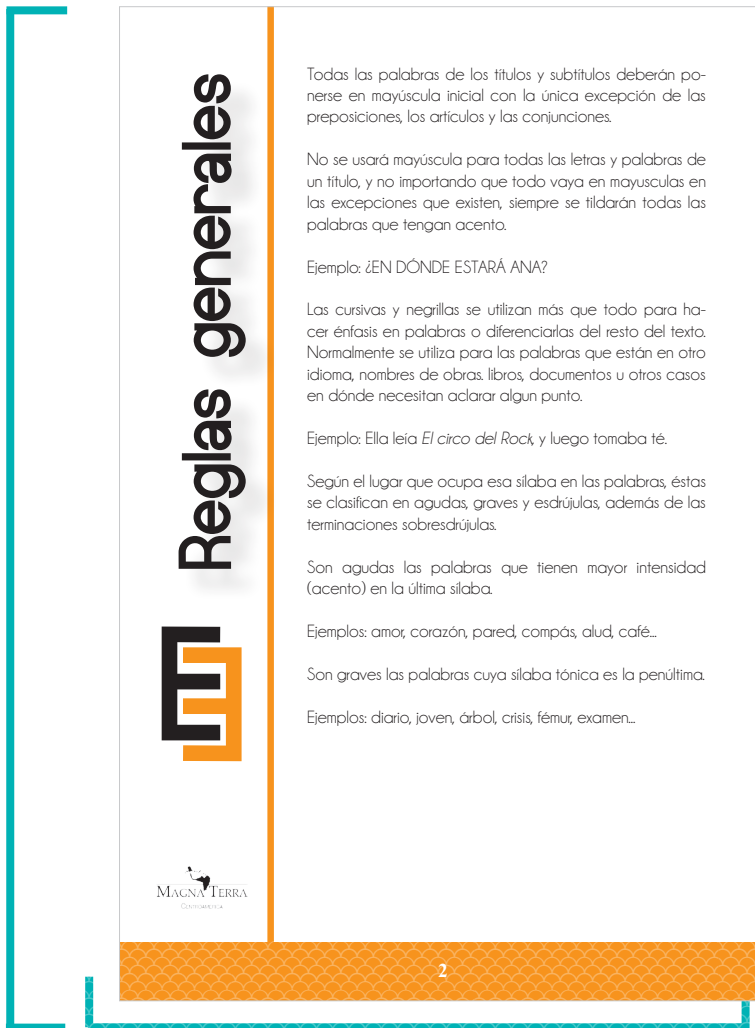 Reglas generales
Todas las palabras de los títulos y subtítulos deberán po-
nerse en mayúscula inicial con la única excepción de las
preposiciones, los artículos y las conjunciones.
No se usará mayúscula para todas las letras y palabras de
un título, y no importando que todo vaya en mayusculas en
las excepciones que existen, siempre se tildarán todas las
palabras que tengan acento.
Ejemplo: ¿EN DÓNDE ESTARÁ ANA?
Las cursivas y negrillas se utilizan más que todo para ha-
cer énfasis en palabras o diferenciarlas del resto del texto.
Normalmente se utiliza para las palabras que están en otro
idioma, nombres de obras. libros, documentos u otros casos
en dónde necesitan aclarar algun punto.
Ejemplo: Ella leía El circo del Rock, y luego tomaba té.
Según el lugar que ocupa esa sílaba en las palabras, éstas
se clasifican en agudas, graves y esdrújulas, además de las
terminaciones sobresdrújulas.
Son agudas las palabras que tienen mayor intensidad
(acento) en la última sílaba.
Ejemplos: amor, corazón, pared, compás, alud, café...
Son graves las palabras cuya sílaba tónica es la penúltima.
Ejemplos: diario, joven, árbol, crisis, fémur, examen...
MAGNA TERRA
CENTROAMÉRICA
2